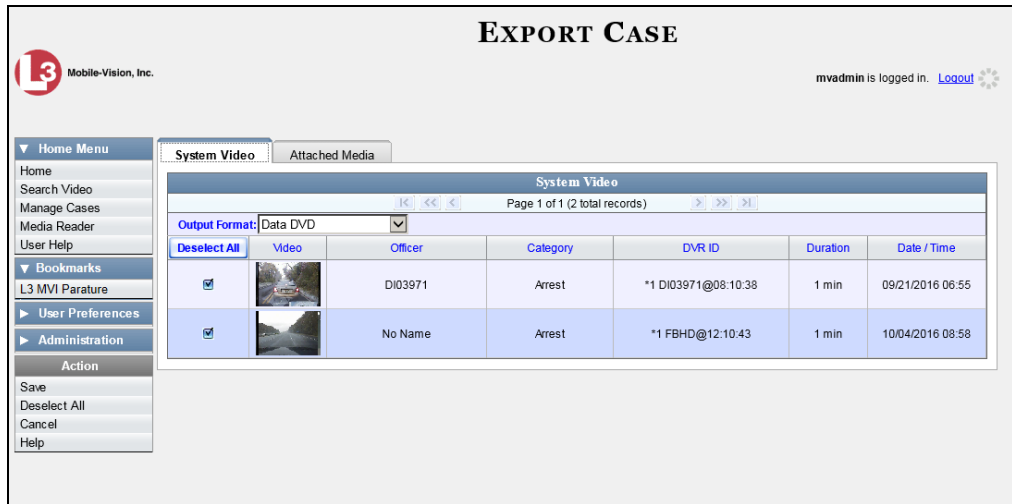 EXPORT CASE
L3 Mobile-Vision, Inc.
mvadmin is logged in. Logout
▼ Home Menu
Home
Search Video
Manage Cases
Media Reader
User Help
▼ Bookmarks
L3 MVI Parature
► User Preferences
► Administration
Action
Save
Deselect All
Cancel
Help
System Video Attached Media
System Video
Page 1 of 1 (2 total records)
Output Format: Data DVD
Deselect All Video Officer Category DVR ID Duration Date / Time
DI03971 Arrest *1 DI03971@08:10:38 1 min 09/21/2016 06:55
No Name Arrest *1 FBHD@12:10:43 1 min 10/04/2016 08:58